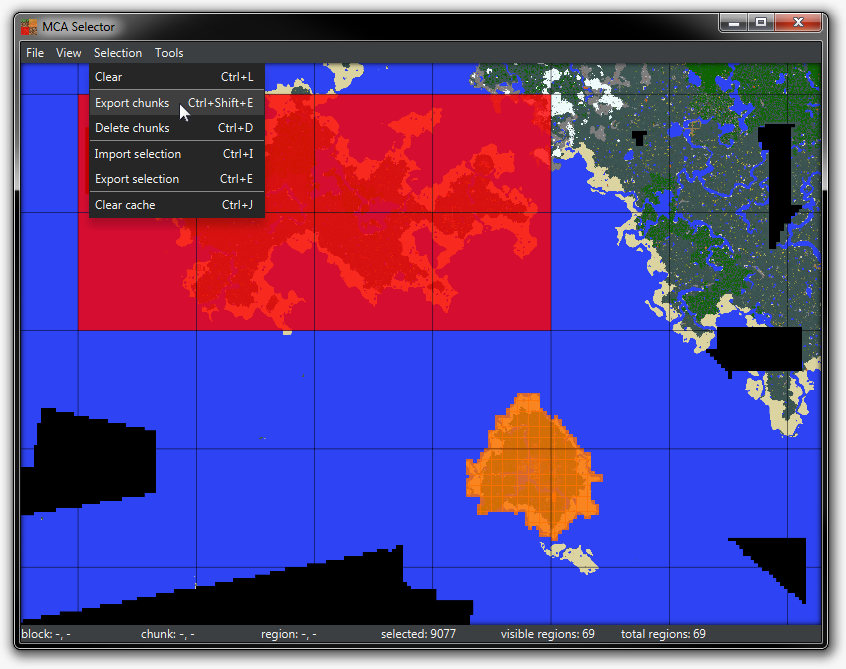 MCA Selector
File View Selection Tools
Clear Ctrl+L
Export chunks Ctrl+Shift+E
Delete chunks Ctrl+D
Import selection Ctrl+I
Export selection Ctrl+E
Clear cache Ctrl+J
block: -, - chunk: -, - region: -, - selected: 9077 visible regions: 69 total regions: 69